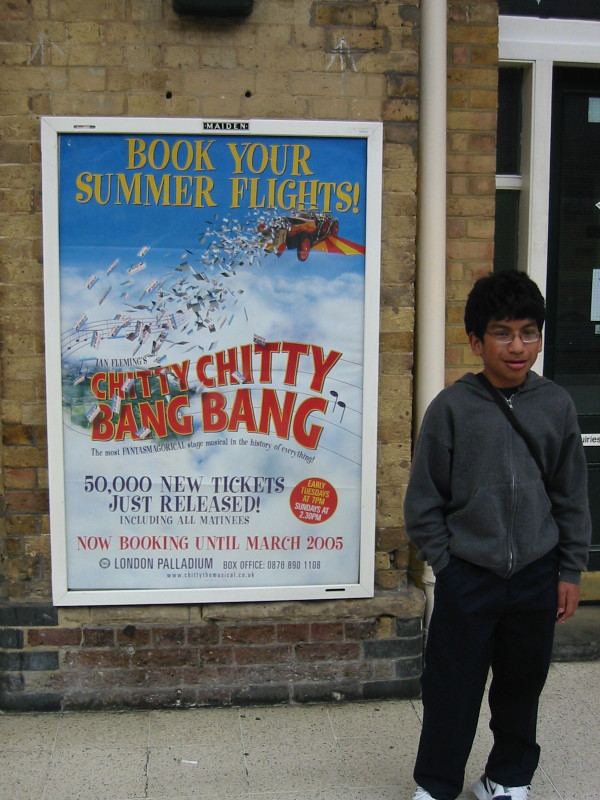 MAIDEN
BOOK YOUR
SUMMER FLIGHTS!
IAN FLEMING'S
CHITTY CHITTY
BANG BANG
The most FANTASMAGORICAL stage musical in the history of everything!
50,000 NEW TICKETS
JUST RELEASED!
INCLUDING ALL MATINEES
EARLY
TUESDAYS
AT 7PM
SUNDAYS AT
2.30PM
NOW BOOKING UNTIL MARCH 2005
LONDON PALLADIUM BOX OFFICE: 0870 890 1108
www.chittythemusical.co.uk